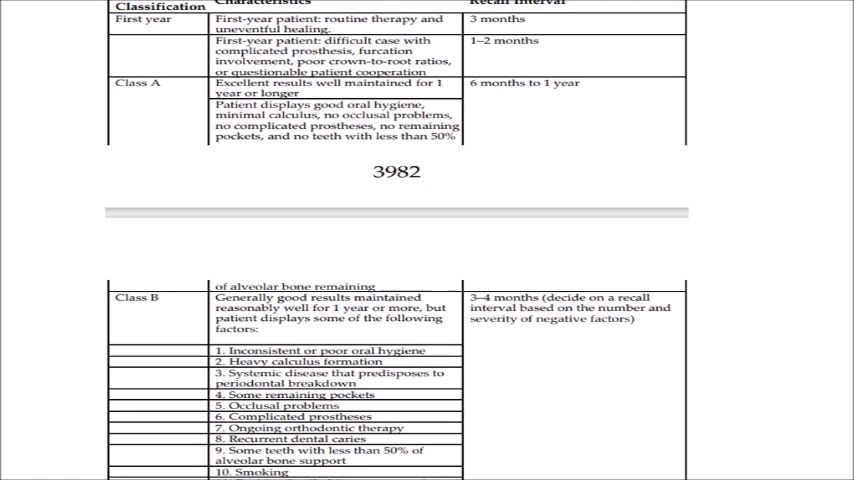 Classification Characteristics Recall Interval
First year First-year patient: routine therapy and 3 months
uneventful healing.
First-year patient: difficult case with 1–2 months
complicated prosthesis, furcation
involvement, poor crown-to-root ratios,
or questionable patient cooperation
Class A Excellent results well maintained for 1 6 months to 1 year
year or longer
Patient displays good oral hygiene,
minimal calculus, no occlusal problems,
no complicated prostheses, no remaining
pockets, and no teeth with less than 50%
3982
of alveolar bone remaining
Class B Generally good results maintained 3–4 months (decide on a recall
reasonably well for 1 year or more, but interval based on the number and
patient displays some of the following severity of negative factors)
factors:
1. Inconsistent or poor oral hygiene
2. Heavy calculus formation
3. Systemic disease that predisposes to
periodontal breakdown
4. Some remaining pockets
5. Occlusal problems
6. Complicated prostheses
7. Ongoing orthodontic therapy
8. Recurrent dental caries
9. Some teeth with less than 50% of
alveolar bone support
10. Smoking